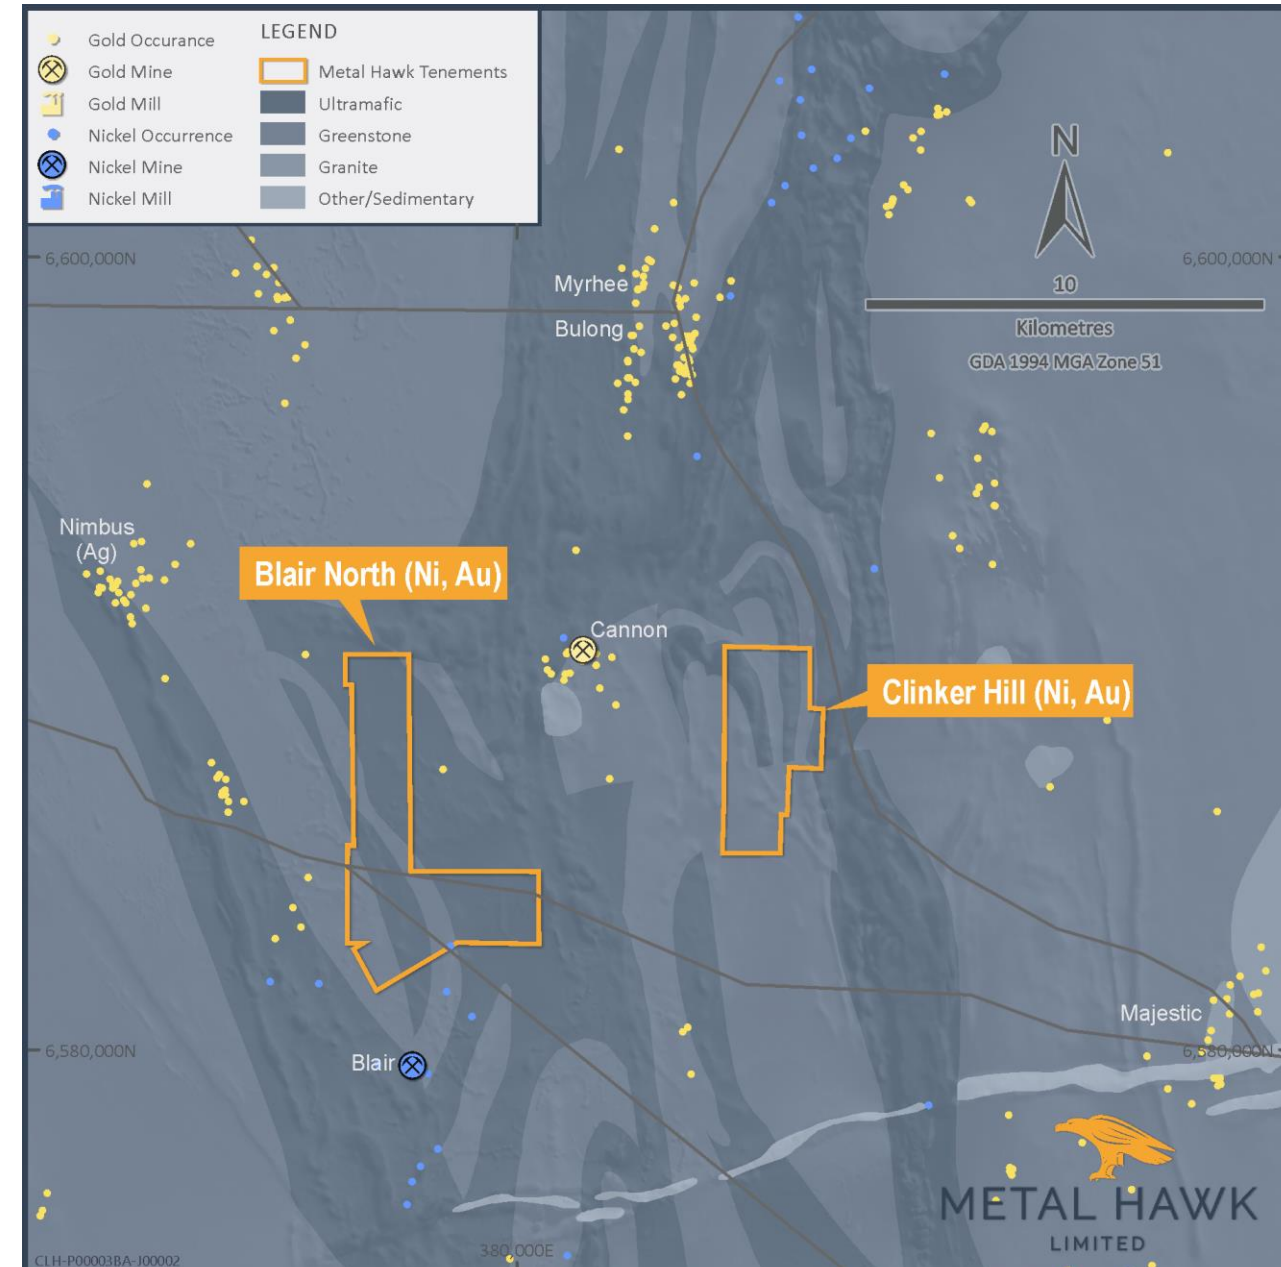 LEGEND
Gold Occurance
Gold Mine
Gold Mill
Nickel Occurrence
Nickel Mine
Nickel Mill
Metal Hawk Tenements
Ultramafic
Greenstone
Granite
Other/Sedimentary
N
6,600,000N
6,600,000N
10
Kilometres
GDA 1994 MGA Zone 51
Myrhee
Bulong
Nimbus
(Ag)
Blair North (Ni, Au)
Cannon
Clinker Hill (Ni, Au)
Majestic
6,580,000N
6,580,000N
Blair
METAL HAWK
LIMITED
380,000E
CLH-P00003BA-J00002